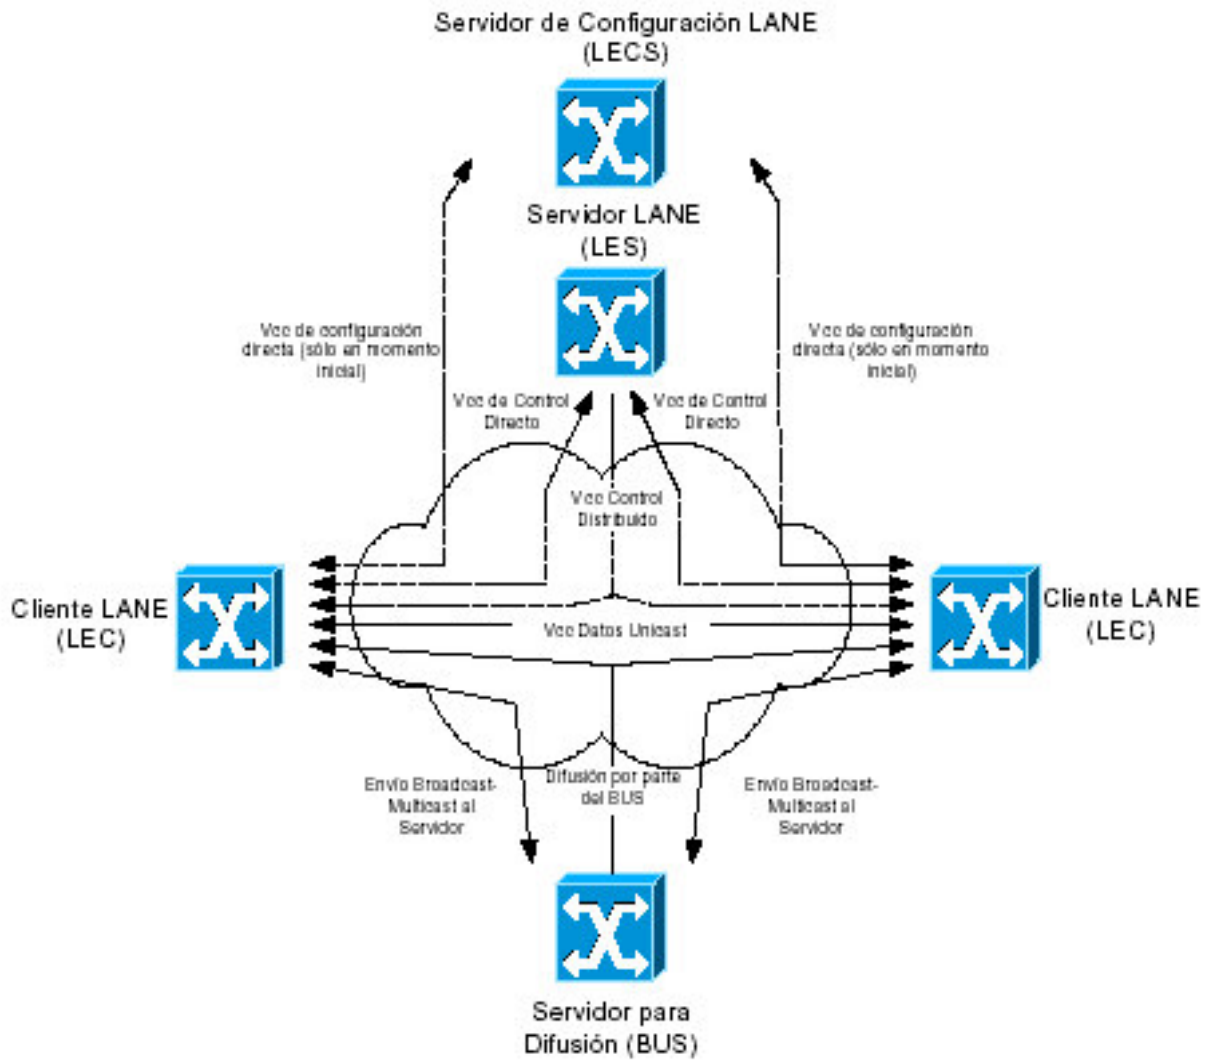 Servidor de Configuración LANE
(LECS)
Servidor LANE
(LES)
Vcc de configuración
directa (sólo en momento
inicial)
Vcc de configuración
directa (sólo en momento
inicial)
Vcc de Control
Directo
Vcc de Control
Directo
Vcc Control
Distribuido
Cliente LANE
(LEC)
Cliente LANE
(LEC)
Vcc Datos Unicast
Envío Broadcast-
Multicast al
Servidor
Difusión por parte
del BUS
Envío Broadcast-
Multicast al
Servidor
Servidor para
Difusión (BUS)